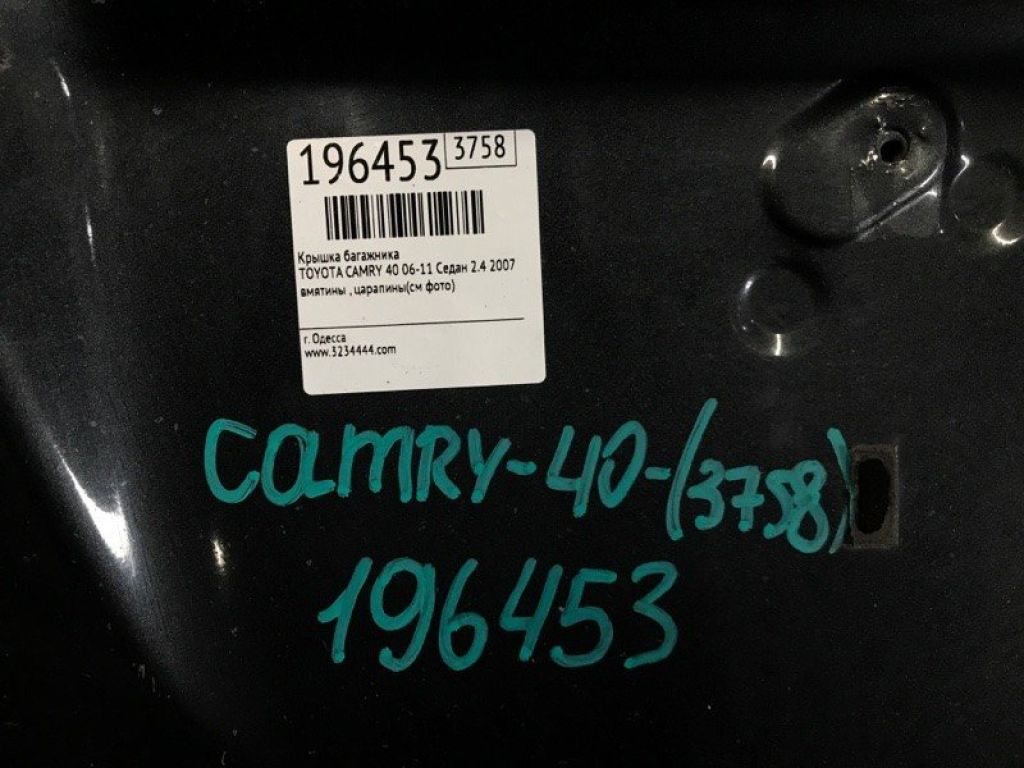 196453 3758
Крышка багажника
TOYOTA CAMRY 40 06-11 Седан 2.4 2007
вмятины , царапины(см фото)
г. Одесса
www.3234444.com
CamRY-40-(3758)
196453